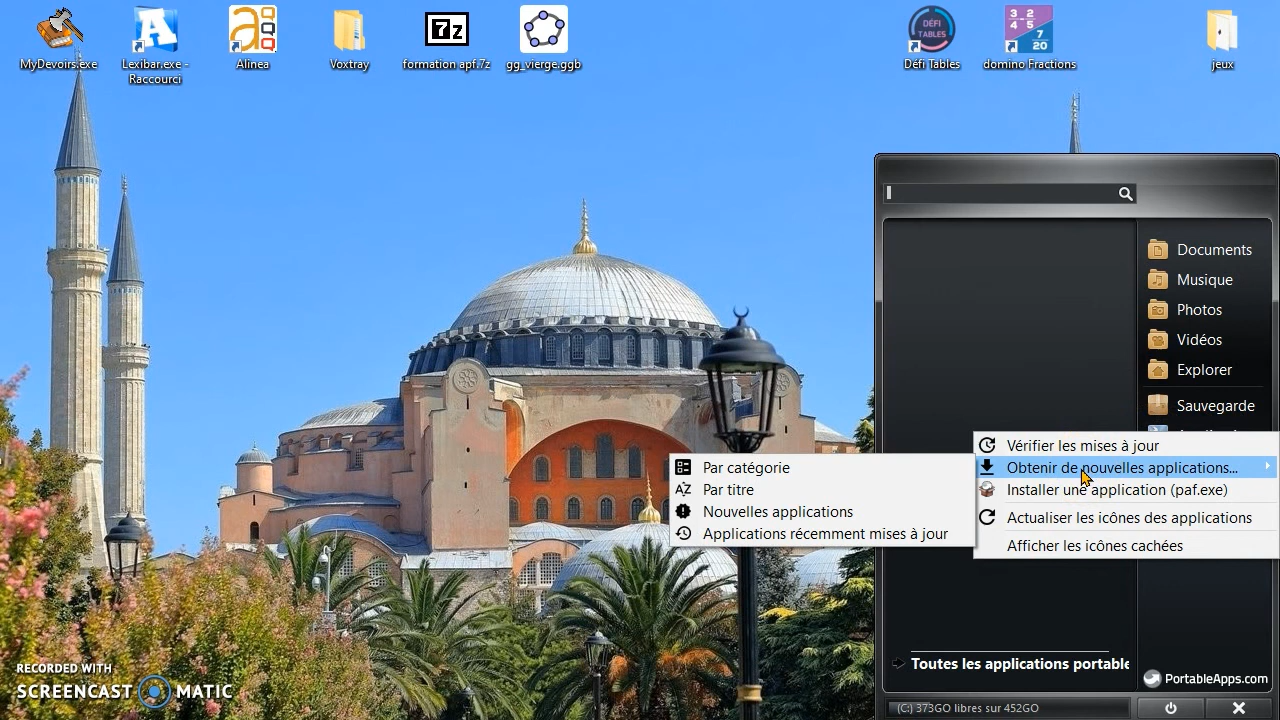 MyDevoirs.exe
Lexibar.exe -
Raccourci
Alinea
Voxtray
7z
formation apf.7z
gg_vierge.ggb
DÉFI
TABLES
Défi Tables
domino Fractions
jeux
Documents
Musique
Photos
Vidéos
Explorer
Sauvegarde
Vérifier les mises à jour
Obtenir de nouvelles applications...
Installer une application (paf.exe)
Actualiser les icônes des applications
Afficher les icônes cachées
Par catégorie
Par titre
Nouvelles applications
Applications récemment mises à jour
Toutes les applications portable
PortableApps.com
(C:) 373GO libres sur 452GO
RECORDED WITH
SCREENCAST MATIC